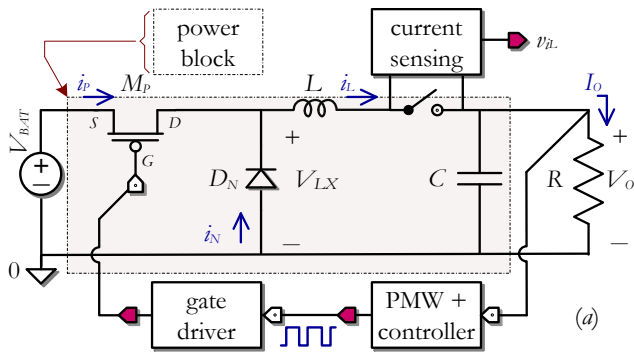 power
block
current
sensing
v_iL
i_P
M_P
L
i_L
I_O
S
D
G
V_BAT
+
−
D_N
+
V_LX
−
C
R
+
V_O
−
i_N
0
gate
driver
PMW +
controller
(a)